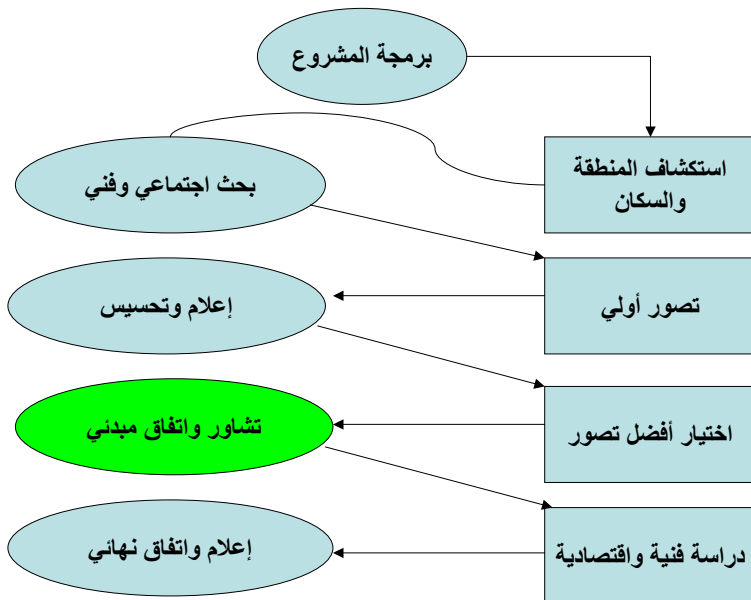 برمجة المشروع
استكشاف المنطقة
والسكان
بحث اجتماعي وفني
تصور أولي
إعلام وتحسيس
اختيار أفضل تصور
تشاور واتفاق مبدئي
دراسة فنية واقتصادية
إعلام واتفاق نهائي